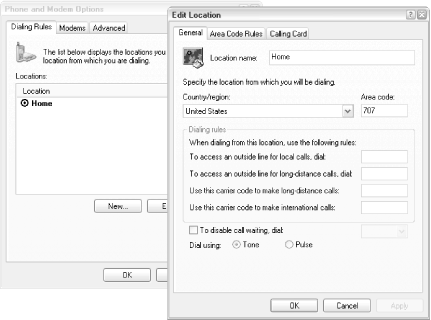 Phone and Modem Options
Dialing Rules
Modems
Advanced
The list below displays the locations you
location from which you are dialing.
Locations:
Location
Home
New...
E
OK
Edit Location
General
Area Code Rules
Calling Card
Location name:
Home
Specify the location from which you will be dialing.
Country/region:
Area code:
United States
707
Dialing rules
When dialing from this location, use the following rules:
To access an outside line for local calls, dial:
To access an outside line for long-distance calls, dial:
Use this carrier code to make long-distance calls:
Use this carrier code to make international calls:
To disable call waiting, dial:
Dial using:
Tone
Pulse
OK
Cancel
Apply